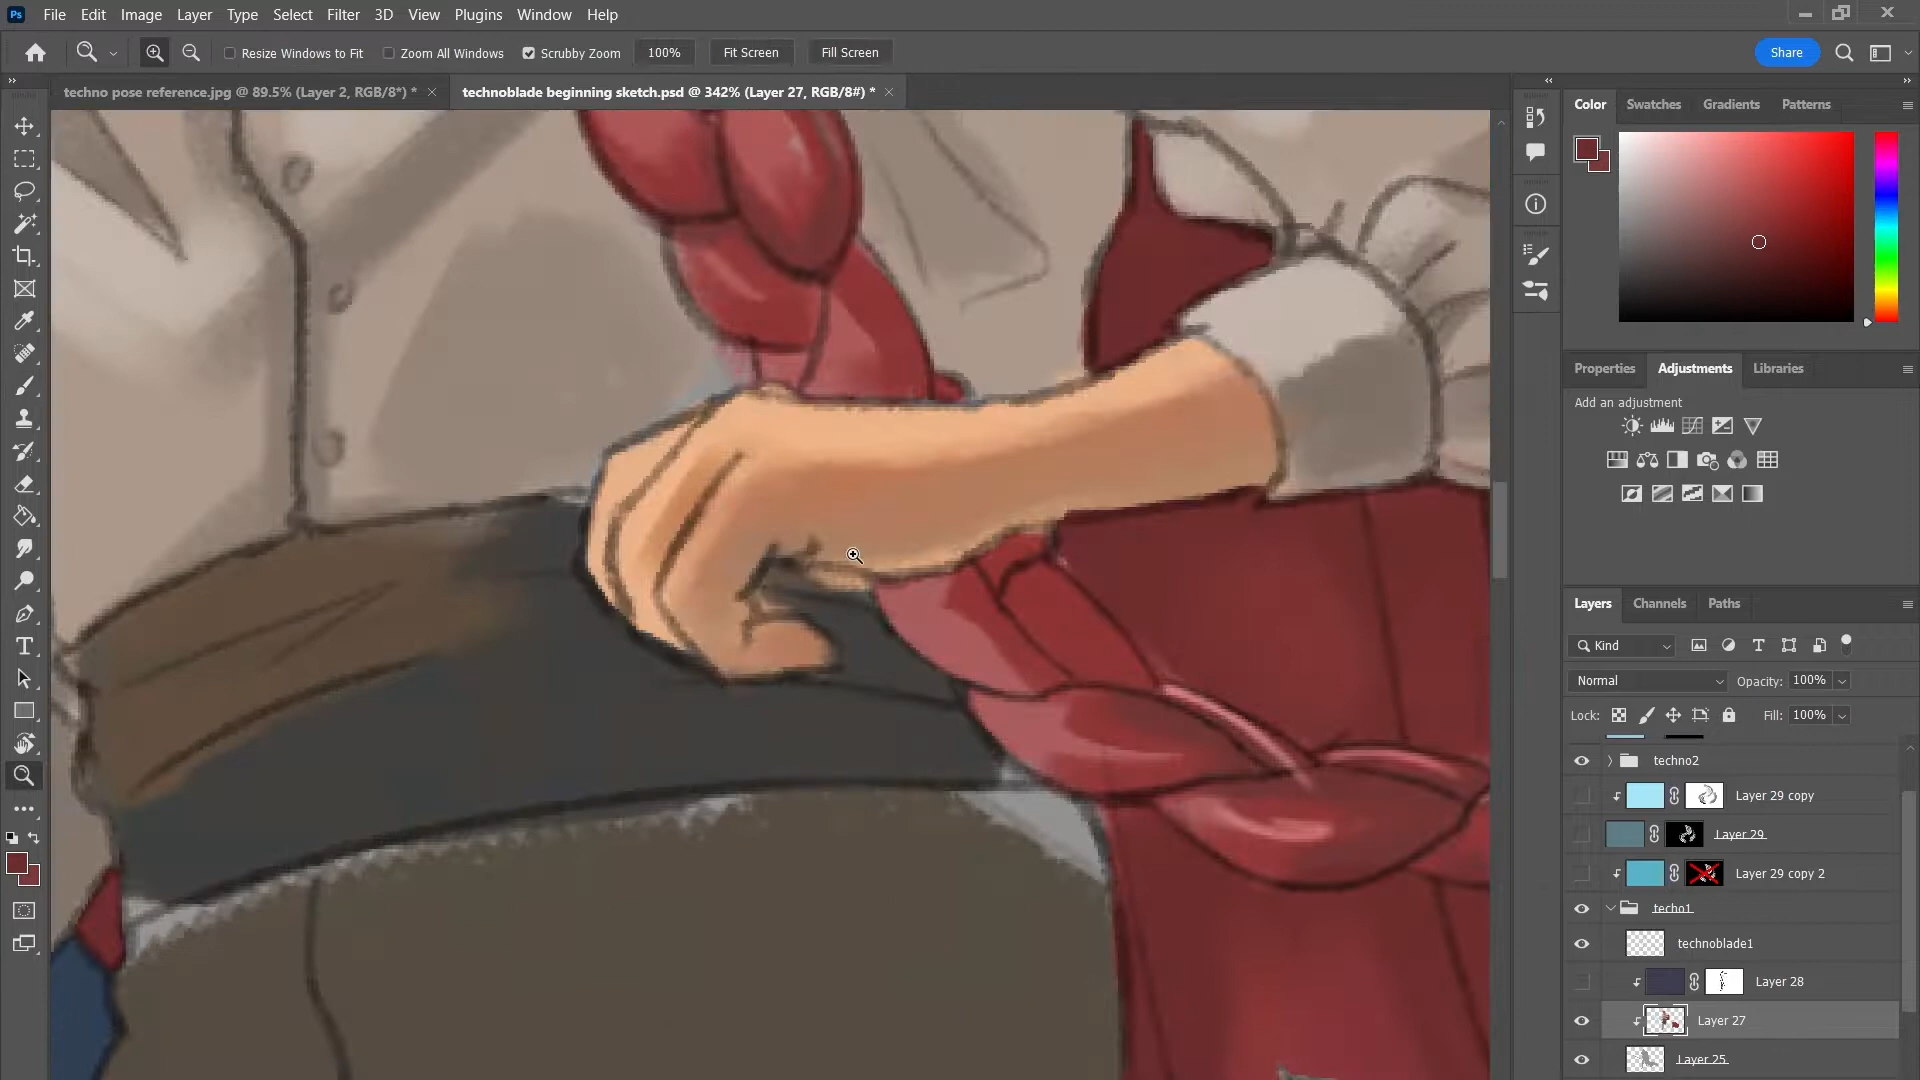 Ps File Edit Image Layer Type Select Filter 3D View Plugins Window Help
Resize Windows to Fit Zoom All Windows Scrubby Zoom 100% Fit Screen Fill Screen Share
techno pose reference.jpg @ 89.5% (Layer 2, RGB/8*) * technoblade beginning sketch.psd @ 342% (Layer 27, RGB/8#) *
Color Swatches Gradients Patterns
Properties Adjustments Libraries
Add an adjustment
Layers Channels Paths
Kind
Normal Opacity: 100%
Lock: Fill: 100%
techno2
Layer 29 copy
Layer 29
Layer 29 copy 2
techo1
technoblade1
Layer 28
Layer 27
Layer 25